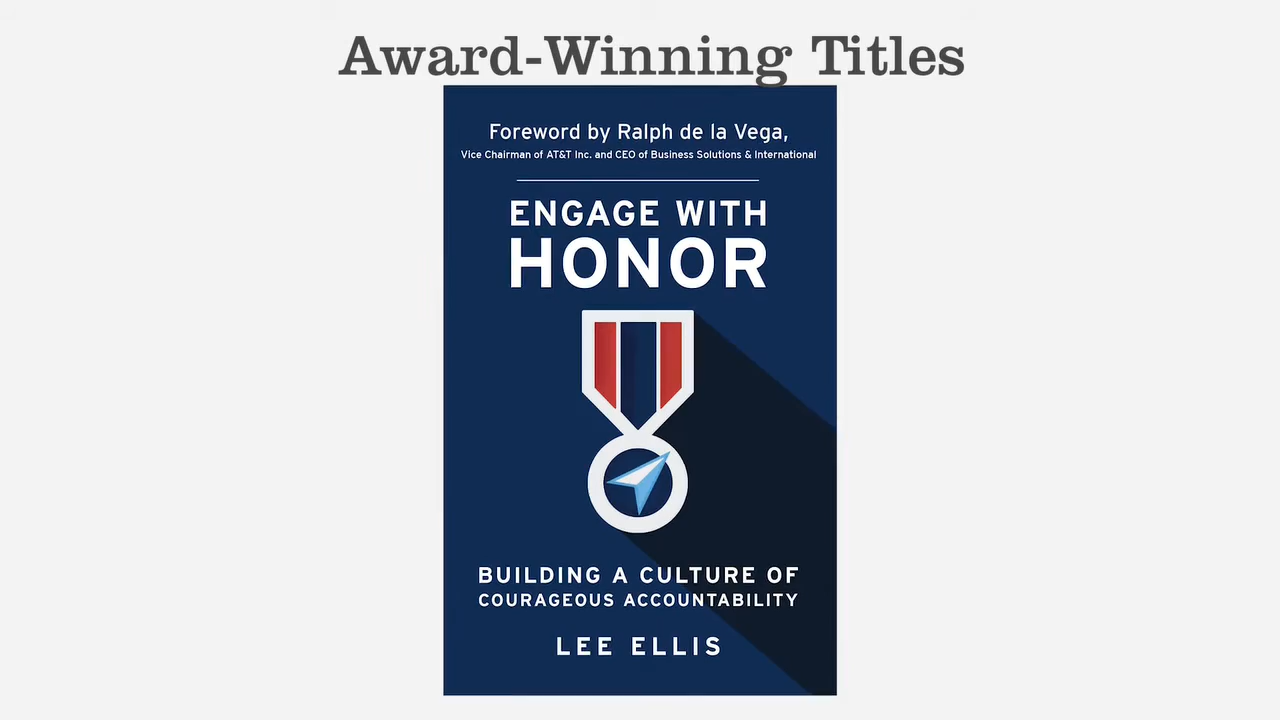 Award-Winning Titles
Foreword by Ralph de la Vega,
Vice Chairman of AT&T Inc. and CEO of Business Solutions & International
ENGAGE WITH
HONOR
BUILDING A CULTURE OF
COURAGEOUS ACCOUNTABILITY
LEE ELLIS